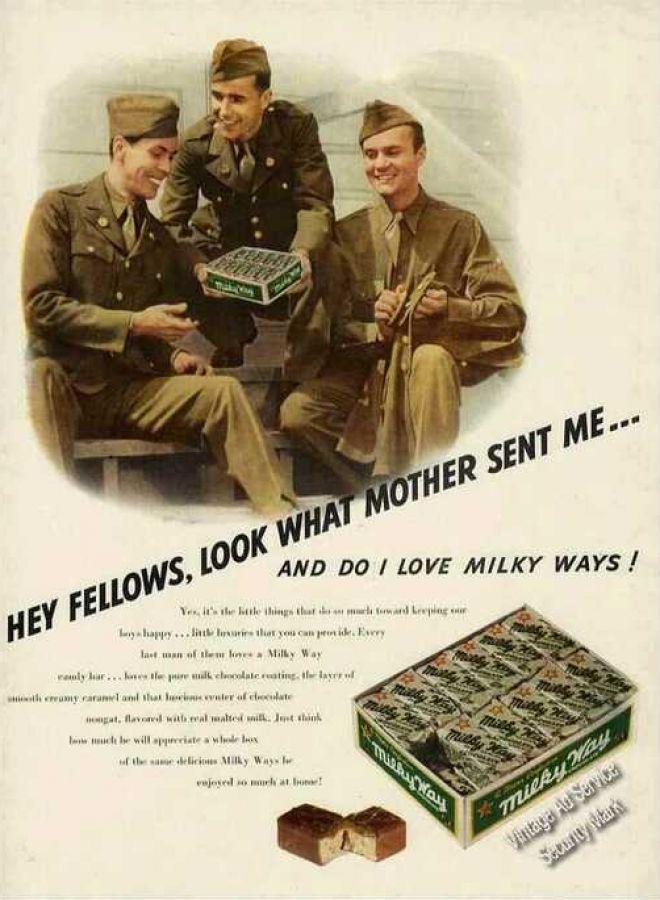 Milky Way
Milky Way
HEY FELLOWS, LOOK WHAT MOTHER SENT ME...
AND DO I LOVE MILKY WAYS!
Yes, it's the little things that do so much toward keeping our
boys happy . . . little luxuries that you can provide. Every
last man of them loves a Milky Way
candy bar . . . loves the pure milk chocolate coating, the layer of
smooth creamy caramel and that luscious center of chocolate
nougat, flavored with real malted milk. Just think
how much he will appreciate a whole box
of the same delicious Milky Ways he
enjoyed so much at home!
Milky Way
Milky Way
Vintage Ad Service
Security Mark